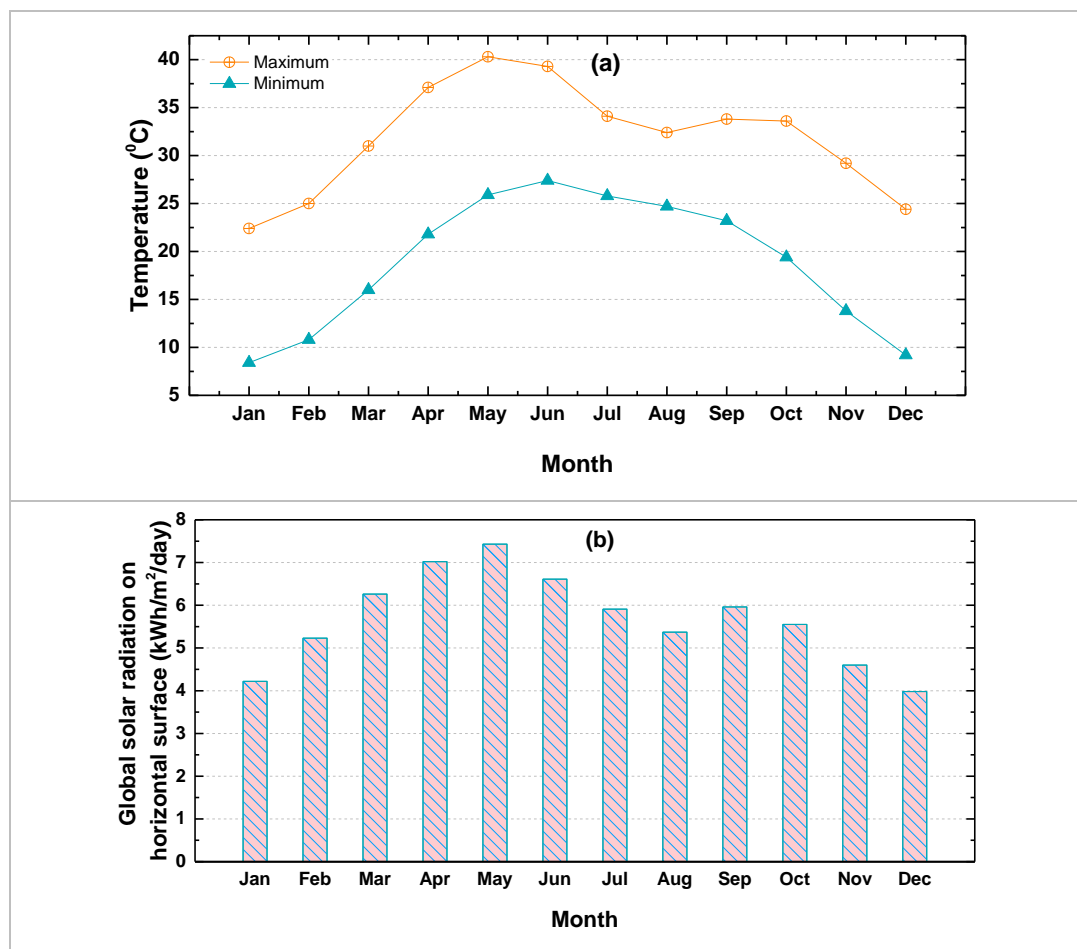 (a)
Maximum
Minimum
40
35
30
25
20
15
10
5
Temperature (⁰C)
Jan Feb Mar Apr May Jun Jul Aug Sep Oct Nov Dec
Month
(b)
8
7
6
5
4
3
2
1
0
Global solar radiation on
horizontal surface (kWh/m²/day)
Jan Feb Mar Apr May Jun Jul Aug Sep Oct Nov Dec
Month